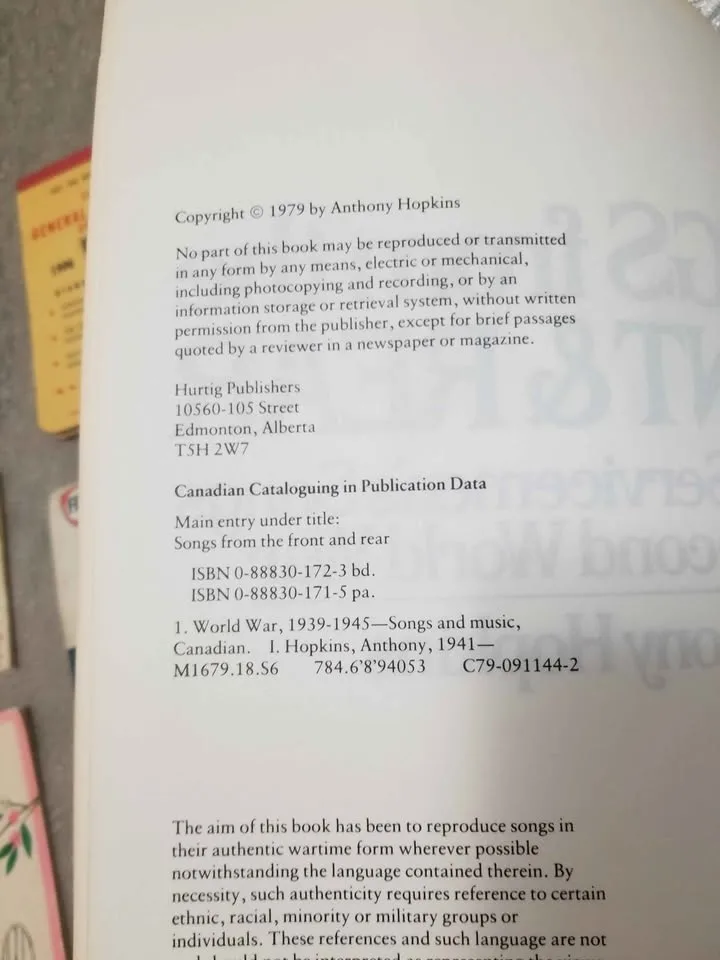 Copyright © 1979 by Anthony Hopkins
No part of this book may be reproduced or transmitted
in any form by any means, electric or mechanical,
including photocopying and recording, or by an
information storage or retrieval system, without written
permission from the publisher, except for brief passages
quoted by a reviewer in a newspaper or magazine.
Hurtig Publishers
10560-105 Street
Edmonton, Alberta
T5H 2W7
Canadian Cataloguing in Publication Data
Main entry under title:
Songs from the front and rear
ISBN 0-88830-172-3 bd.
ISBN 0-88830-171-5 pa.
1. World War, 1939-1945—Songs and music,
Canadian. I. Hopkins, Anthony, 1941—
M1679.18.S6 784.6'8'94053 C79-091144-2
The aim of this book has been to reproduce songs in
their authentic wartime form wherever possible
notwithstanding the language contained therein. By
necessity, such authenticity requires reference to certain
ethnic, racial, minority or military groups or
individuals. These references and such language are not
GENERAL